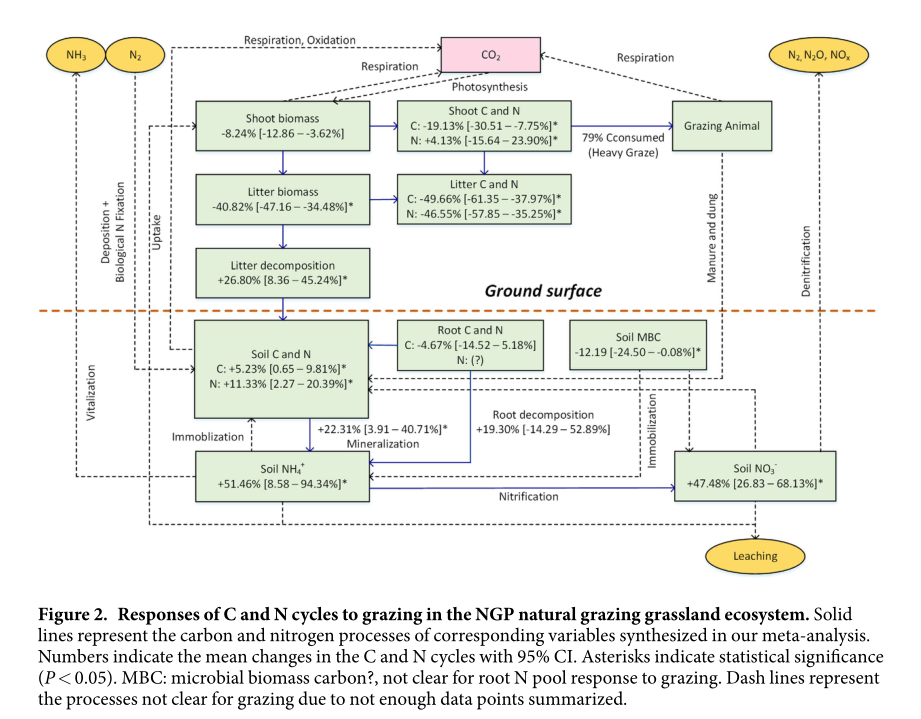 NH3
N2
Respiration, Oxidation
CO2
Respiration
Respiration
Photosynthesis
N2, N2O, NOx
Shoot biomass
-8.24% [-12.86 – -3.62%]
Shoot C and N
C: -19.13% [-30.51 – -7.75%]*
N: +4.13% [-15.64 – 23.90%]*
79% Cconsumed
(Heavy Graze)
Grazing Animal
Litter biomass
-40.82% [-47.16 – -34.48%]*
Litter C and N
C: -49.66% [-61.35 – -37.97%]*
N: -46.55% [-57.85 – -35.25%]*
Deposition +
Biological N Fixation
Uptake
Manure and dung
Denitrification
Litter decomposition
+26.80% [8.36 – 45.24%]*
Ground surface
Soil C and N
C: +5.23% [0.65 – 9.81%]*
N: +11.33% [2.27 – 20.39%]*
Root C and N
C: -4.67% [-14.52 – 5.18%]
N: (?)
Soil MBC
-12.19 [-24.50 – -0.08%]*
Vitalization
Immoblization
+22.31% [3.91 – 40.71%]*
Mineralization
Root decomposition
+19.30% [-14.29 – 52.89%]
Immobilization
Soil NH4+
+51.46% [8.58 – 94.34%]*
Nitrification
Soil NO3-
+47.48% [26.83 – 68.13%]*
Leaching
Figure 2. Responses of C and N cycles to grazing in the NGP natural grazing grassland ecosystem. Solid
lines represent the carbon and nitrogen processes of corresponding variables synthesized in our meta-analysis.
Numbers indicate the mean changes in the C and N cycles with 95% CI. Asterisks indicate statistical significance
(P < 0.05). MBC: microbial biomass carbon?, not clear for root N pool response to grazing. Dash lines represent
the processes not clear for grazing due to not enough data points summarized.